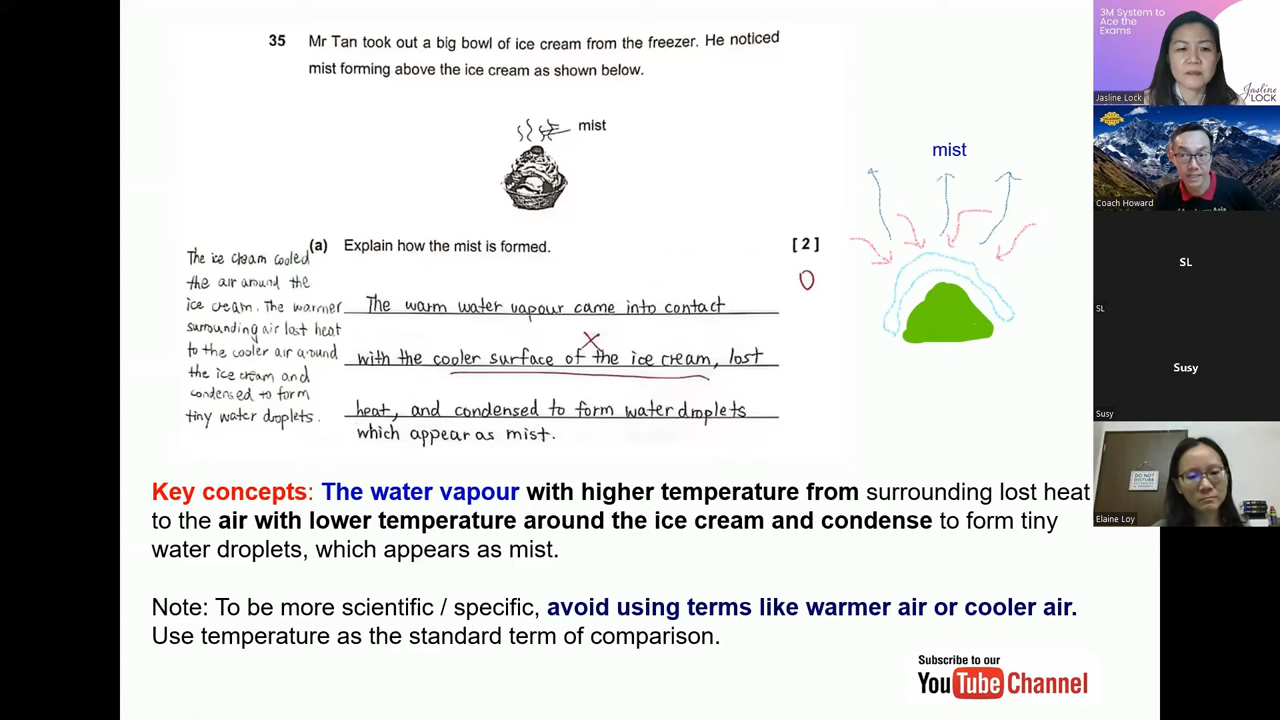 35 Mr Tan took out a big bowl of ice cream from the freezer. He noticed
mist forming above the ice cream as shown below.
mist
(a) Explain how the mist is formed. [2]
0
The ice cream cooled
the air around the
ice cream. The warmer
surrounding air lost heat
to the cooler air around
the ice cream and
condensed to form
tiny water droplets.
The warm water vapour came into contact
with the cooler surface of the ice cream, lost
heat, and condensed to form water droplets
which appear as mist.
mist
Key concepts: The water vapour with higher temperature from surrounding lost heat
to the air with lower temperature around the ice cream and condense to form tiny
water droplets, which appears as mist.
Note: To be more scientific / specific, avoid using terms like warmer air or cooler air.
Use temperature as the standard term of comparison.
Subscribe to our
YouTube Channel
3M System to
Ace the
Exams
Jasline
LOCK
Jasline Lock
Coach Howard
SL
SL
Susy
Susy
DO NOT
DISTURB
Elaine Loy